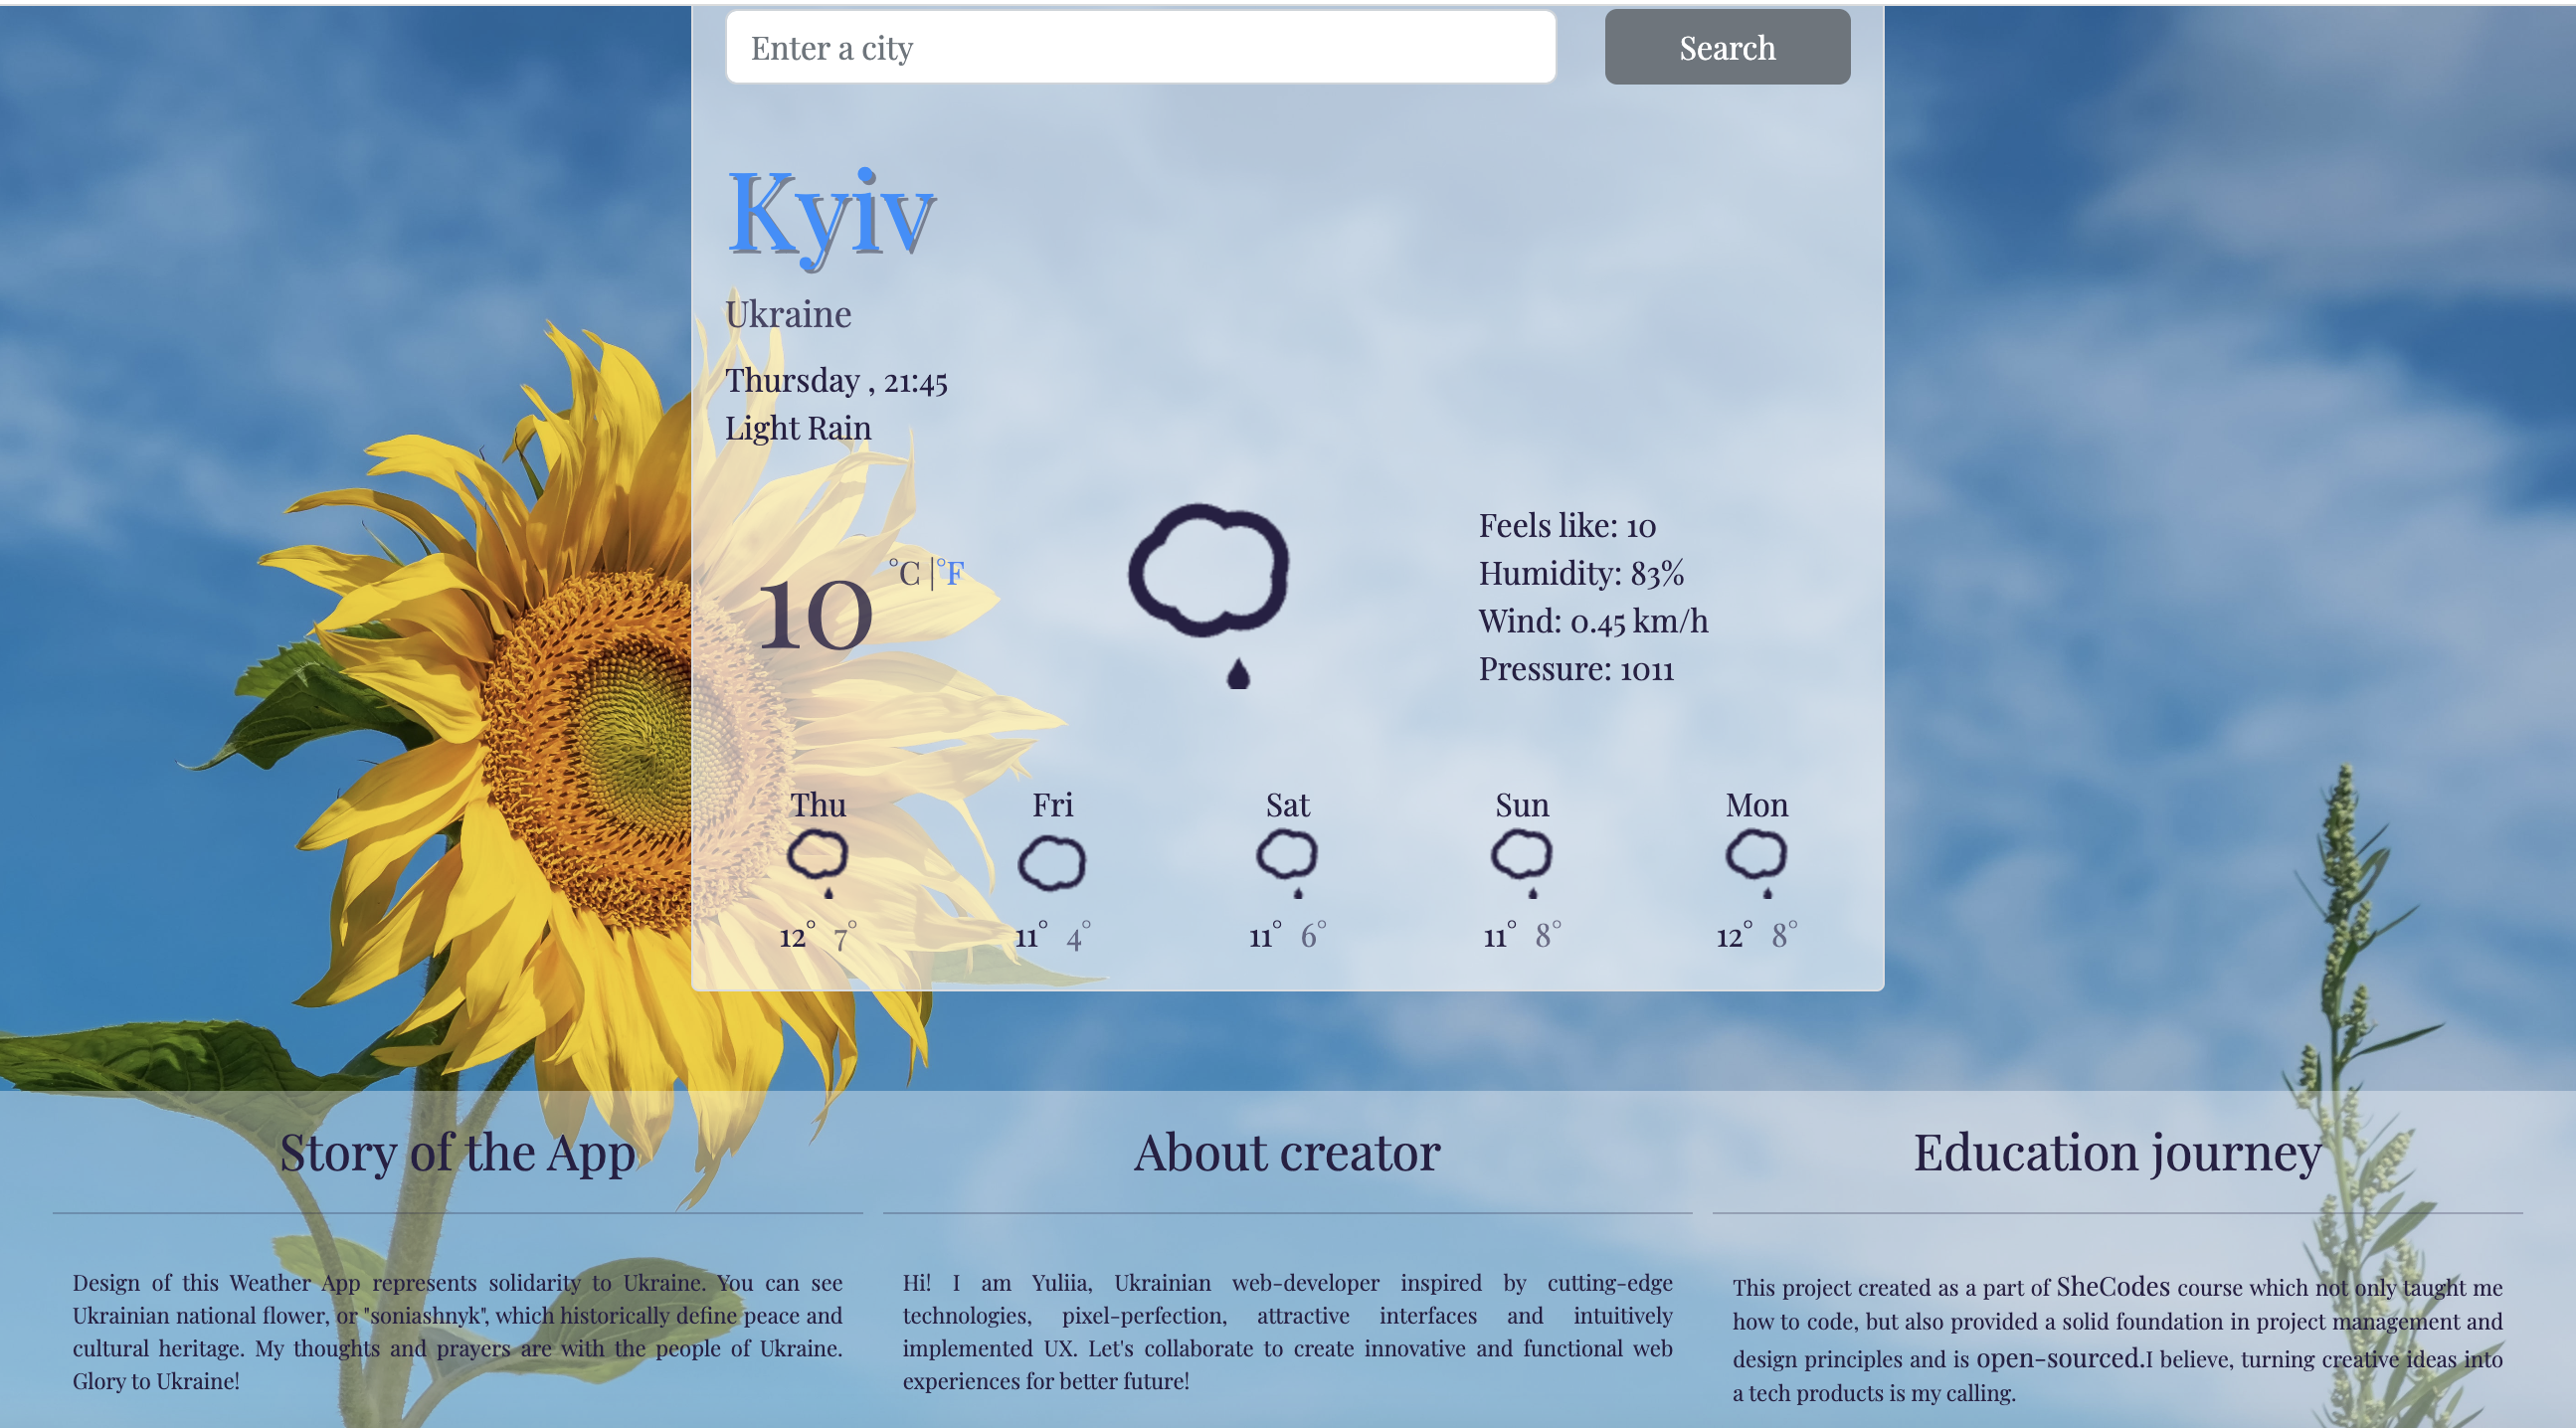 Enter a city
Search
Kyiv
Ukraine
Thursday , 21:45
Light Rain
10 °C |°F
Feels like: 10
Humidity: 83%
Wind: 0.45 km/h
Pressure: 1011
Thu Fri Sat Sun Mon
12° 7° 11° 4° 11° 6° 11° 8° 12° 8°
Story of the App
Design of this Weather App represents solidarity to Ukraine. You can see
Ukrainian national flower, or "soniashnyk", which historically define peace and
cultural heritage. My thoughts and prayers are with the people of Ukraine.
Glory to Ukraine!
About creator
Hi! I am Yuliia, Ukrainian web-developer inspired by cutting-edge
technologies, pixel-perfection, attractive interfaces and intuitively
implemented UX. Let's collaborate to create innovative and functional web
experiences for better future!
Education journey
This project created as a part of SheCodes course which not only taught me
how to code, but also provided a solid foundation in project management and
design principles and is open-sourced.I believe, turning creative ideas into
a tech products is my calling.